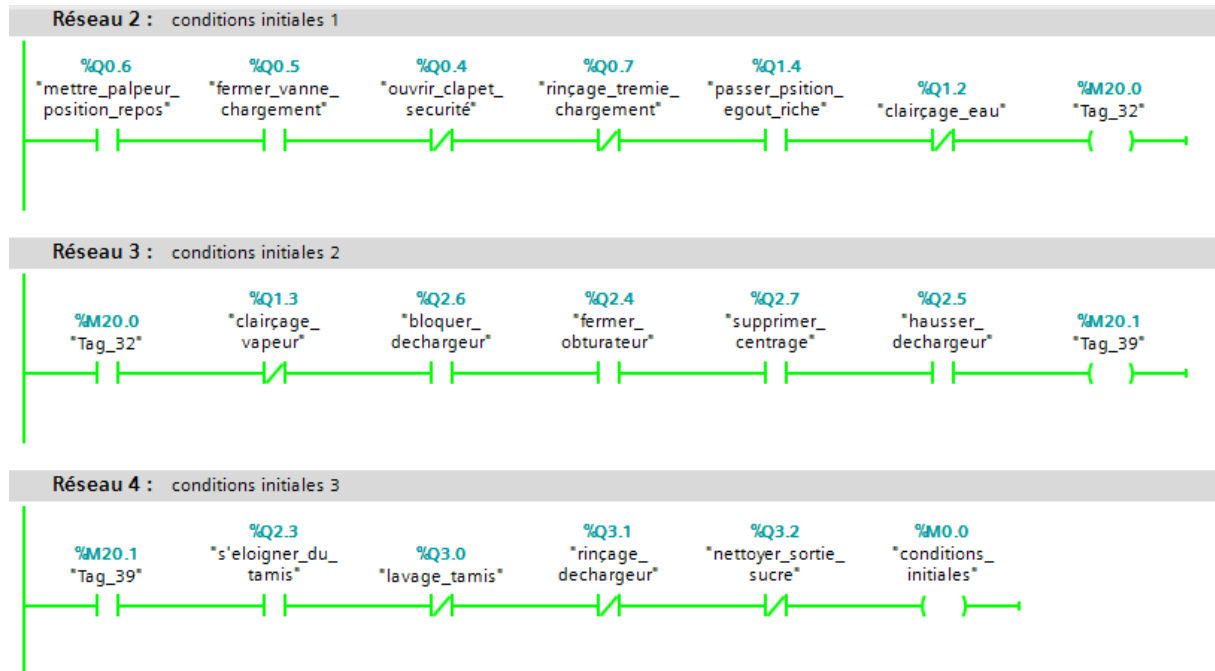 Réseau 2 : conditions initiales 1
%Q0.6 %Q0.5 %Q0.4 %Q0.7 %Q1.4
"mettre_palpeur_ "fermer_vanne_ "ouvrir_clapet_ "rinçage_tremie_ "passer_psition_ %Q1.2 %M20.0
position_repos" chargement" securité" chargement" egout_riche" "clairçage_eau" "Tag_32"
Réseau 3 : conditions initiales 2
%Q1.3 %Q2.6 %Q2.4 %Q2.7 %Q2.5
%M20.0 "clairçage_ "bloquer_ "fermer_ "supprimer_ "hausser_ %M20.1
"Tag_32" vapeur" dechargeur" obturateur" centrage" dechargeur" "Tag_39"
Réseau 4 : conditions initiales 3
%Q2.3 %Q3.1 %Q3.2 %M0.0
%M20.1 "s'eloigner_du_ %Q3.0 "rinçage_ "nettoyer_sortie_ "conditions_
"Tag_39" tamis" "lavage_tamis" dechargeur" sucre" initiales"